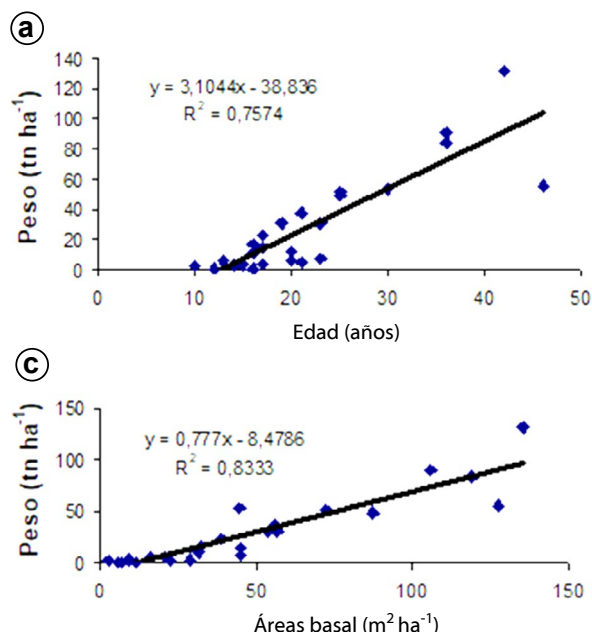 a
140
120
100
80
60
40
20
0
Peso (tn ha⁻¹)
y = 3,1044x - 38,836
R² = 0,7574
0 10 20 30 40 50
Edad (años)
c
150
100
50
0
Peso (tn ha⁻¹)
y = 0,777x - 8,4786
R² = 0,8333
0 50 100 150
Áreas basal (m² ha⁻¹)